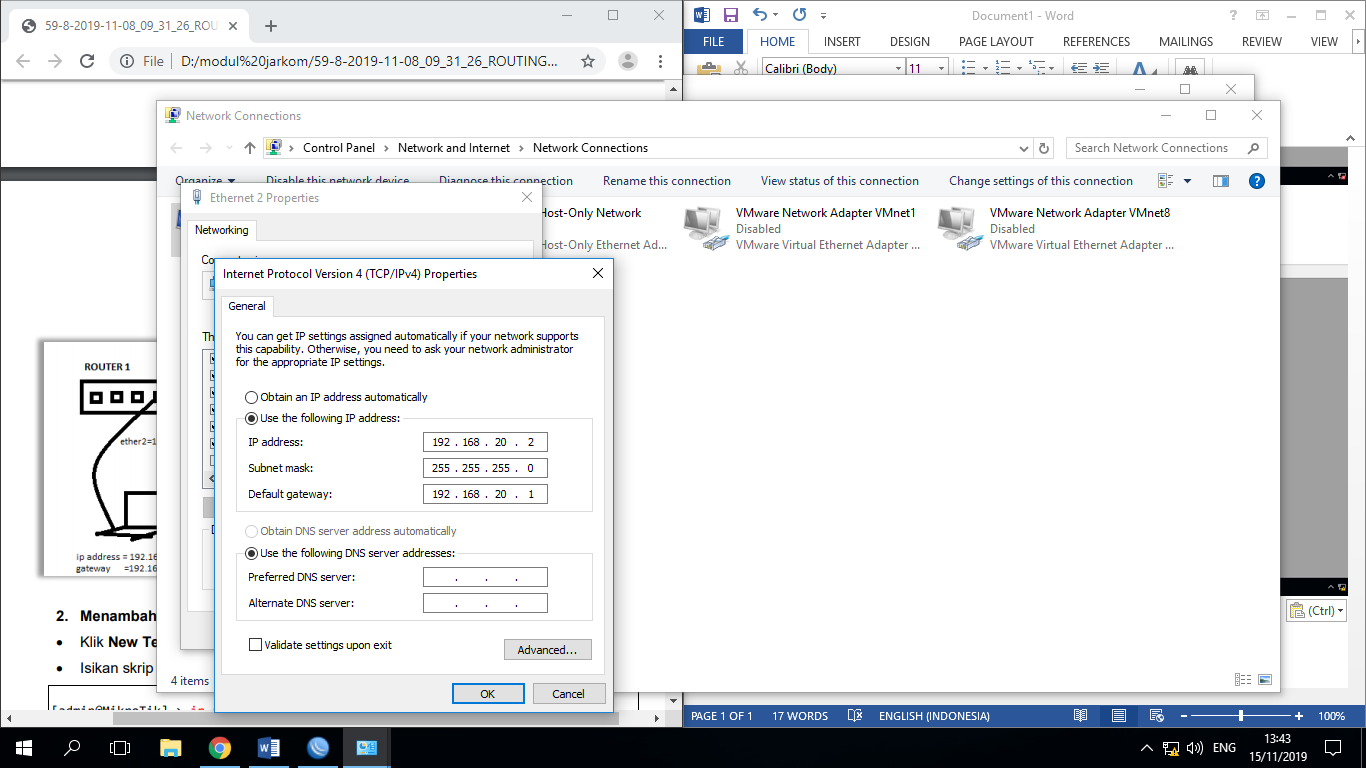 59-8-2019-11-08_09_31_26_ROU
File
D:/modul%20jarkom/59-8-2019-11-08_09_31_26_ROUTING...
Document1 - Word
FILE
HOME
INSERT
DESIGN
PAGE LAYOUT
REFERENCES
MAILINGS
REVIEW
VIEW
Calibri (Body)
11
Network Connections
Control Panel
Network and Internet
Network Connections
Search Network Connections
Organize
Disable this network device
Diagnose this connection
Rename this connection
View status of this connection
Change settings of this connection
Ethernet 2 Properties
Networking
Host-Only Network
Host-Only Ethernet Ad...
VMware Network Adapter VMnet1
Disabled
VMware Virtual Ethernet Adapter ...
VMware Network Adapter VMnet8
Disabled
VMware Virtual Ethernet Adapter ...
Internet Protocol Version 4 (TCP/IPv4) Properties
General
You can get IP settings assigned automatically if your network supports
this capability. Otherwise, you need to ask your network administrator
for the appropriate IP settings.
Obtain an IP address automatically
Use the following IP address:
IP address:
192 . 168 . 20 . 2
Subnet mask:
255 . 255 . 255 . 0
Default gateway:
192 . 168 . 20 . 1
Obtain DNS server address automatically
Use the following DNS server addresses:
Preferred DNS server:
. . .
Alternate DNS server:
. . .
Validate settings upon exit
Advanced...
OK
Cancel
ROUTER 1
ether2=1
ip address = 192.16
gateway =192.16
2. Menambah
• Klik New Te
• Isikan skrip
[admin@MikroTik] > ip
4 items
(Ctrl)
PAGE 1 OF 1
17 WORDS
ENGLISH (INDONESIA)
100%
ENG
13:43
15/11/2019